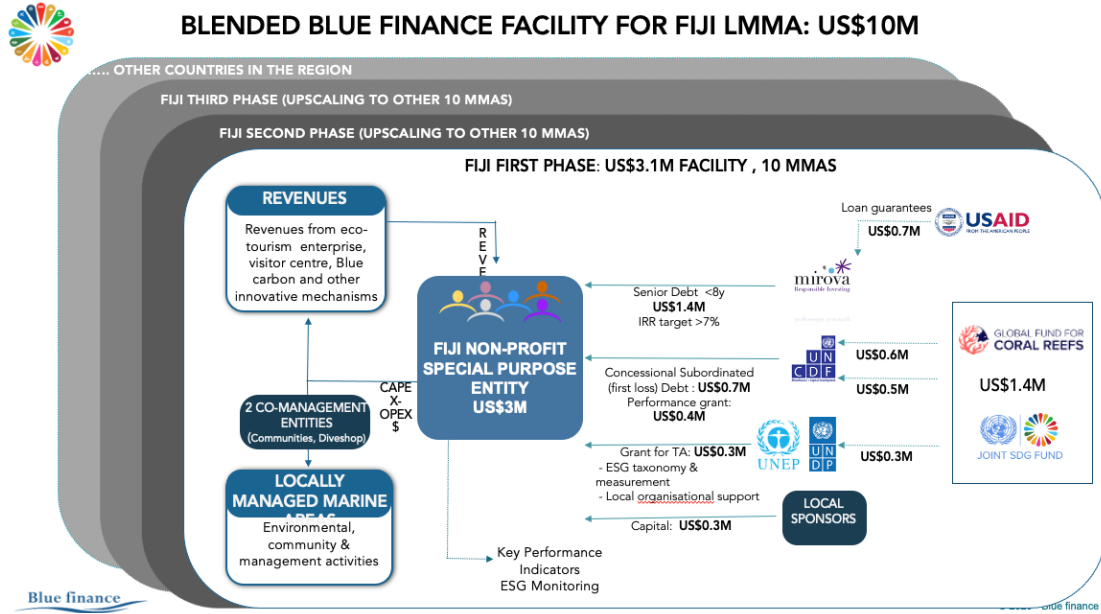 BLENDED BLUE FINANCE FACILITY FOR FIJI LMMA: US$10M
..... OTHER COUNTRIES IN THE REGION
FIJI THIRD PHASE (UPSCALING TO OTHER 10 MMAS)
FIJI SECOND PHASE (UPSCALING TO OTHER 10 MMAS)
FIJI FIRST PHASE: US$3.1M FACILITY , 10 MMAS
REVENUES
Revenues from eco-
tourism enterprise,
visitor centre, Blue
carbon and other
innovative mechanisms
R
E
V
E
FIJI NON-PROFIT
SPECIAL PURPOSE
ENTITY
US$3M
CAPE
X-
OPEX
$
2 CO-MANAGEMENT
ENTITIES
(Communities, Diveshop)
LOCALLY
MANAGED MARINE
AREAS
Environmental,
community &
management activities
Loan guarantees
US$0.7M
USAID
FROM THE AMERICAN PEOPLE
mirova
Responsible Investing
Senior Debt <8y
US$1.4M
IRR target >7%
UN
CDF
US$0.6M
US$0.5M
Concessional Subordinated
(first loss) Debt : US$0.7M
Performance grant:
US$0.4M
GLOBAL FUND FOR
CORAL REEFS
US$1.4M
JOINT SDG FUND
UNEP
UN
DP
US$0.3M
Grant for TA: US$0.3M
- ESG taxonomy &
measurement
- Local organisational support
LOCAL
SPONSORS
Capital: US$0.3M
Key Performance
Indicators
ESG Monitoring
Blue finance
Blue finance